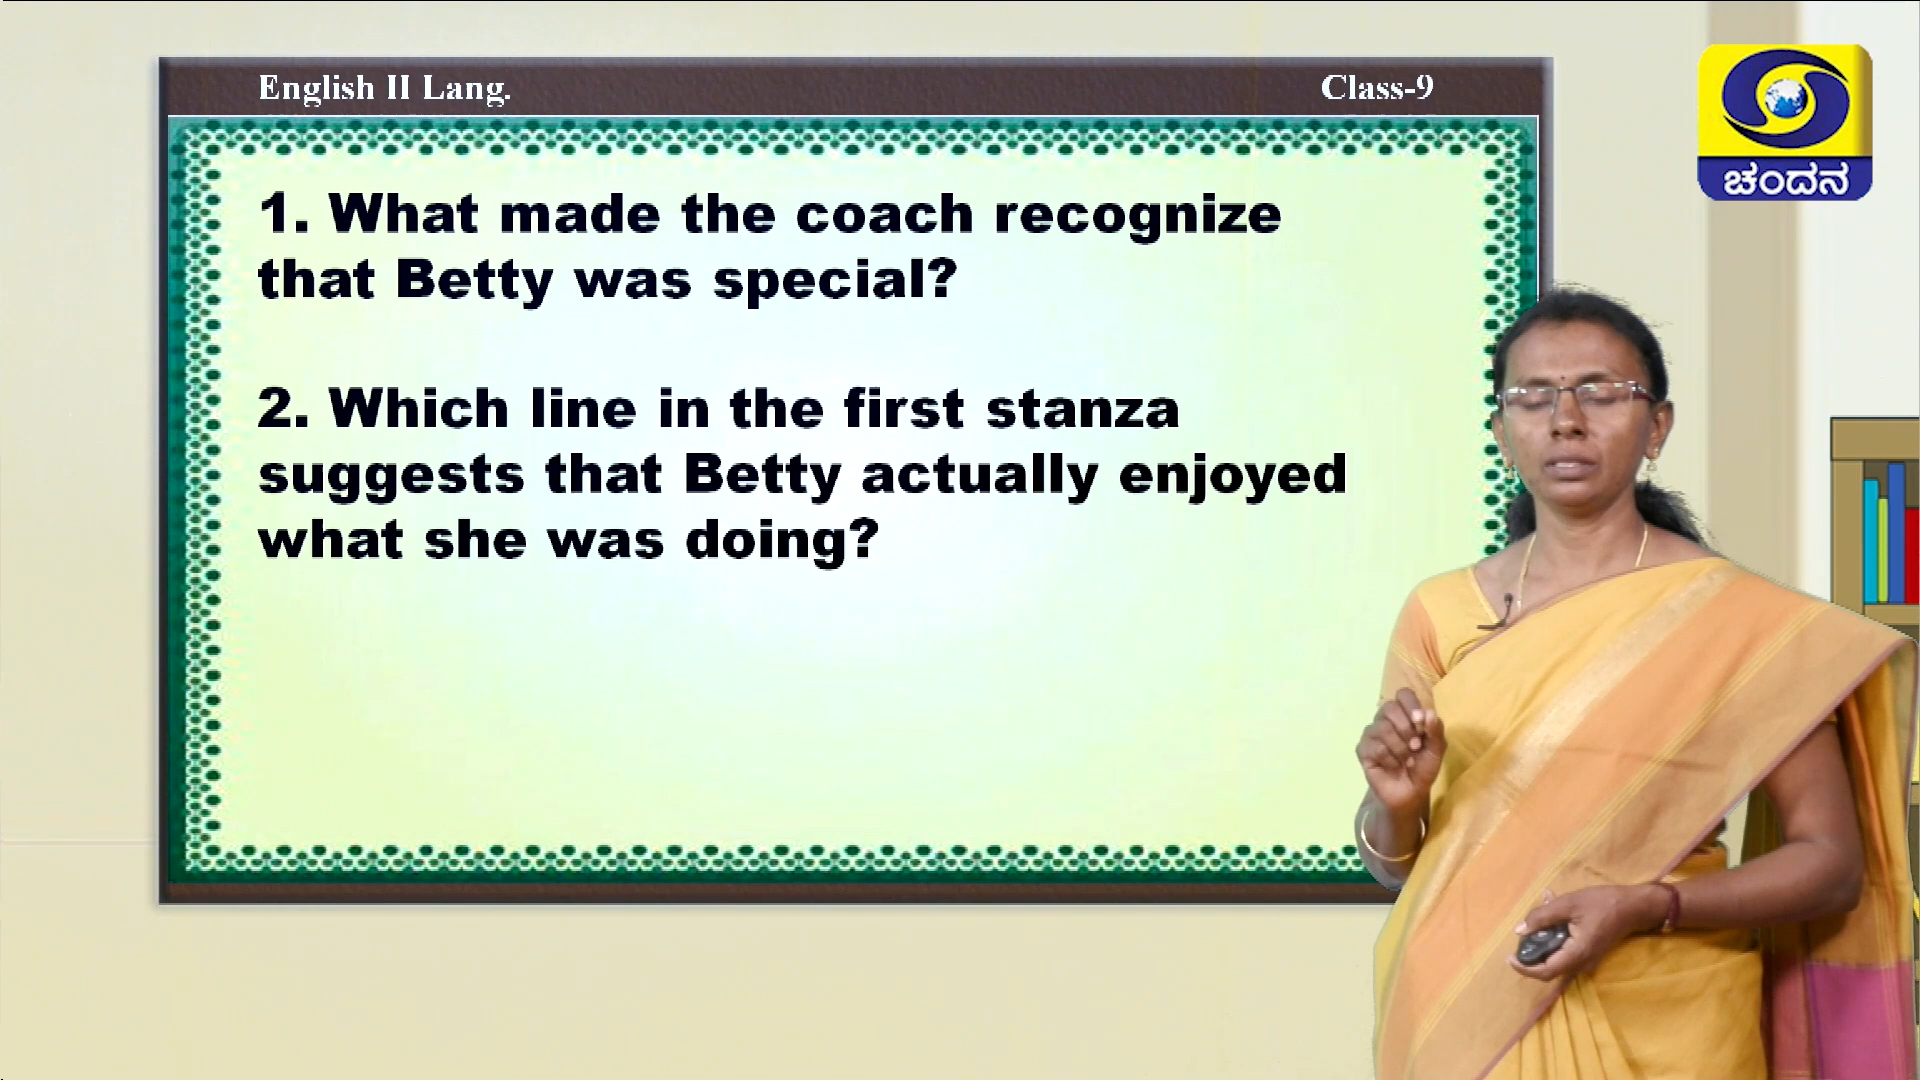 English II Lang.
Class-9
ಚಂದನ
1. What made the coach recognize
that Betty was special?
2. Which line in the first stanza
suggests that Betty actually enjoyed
what she was doing?